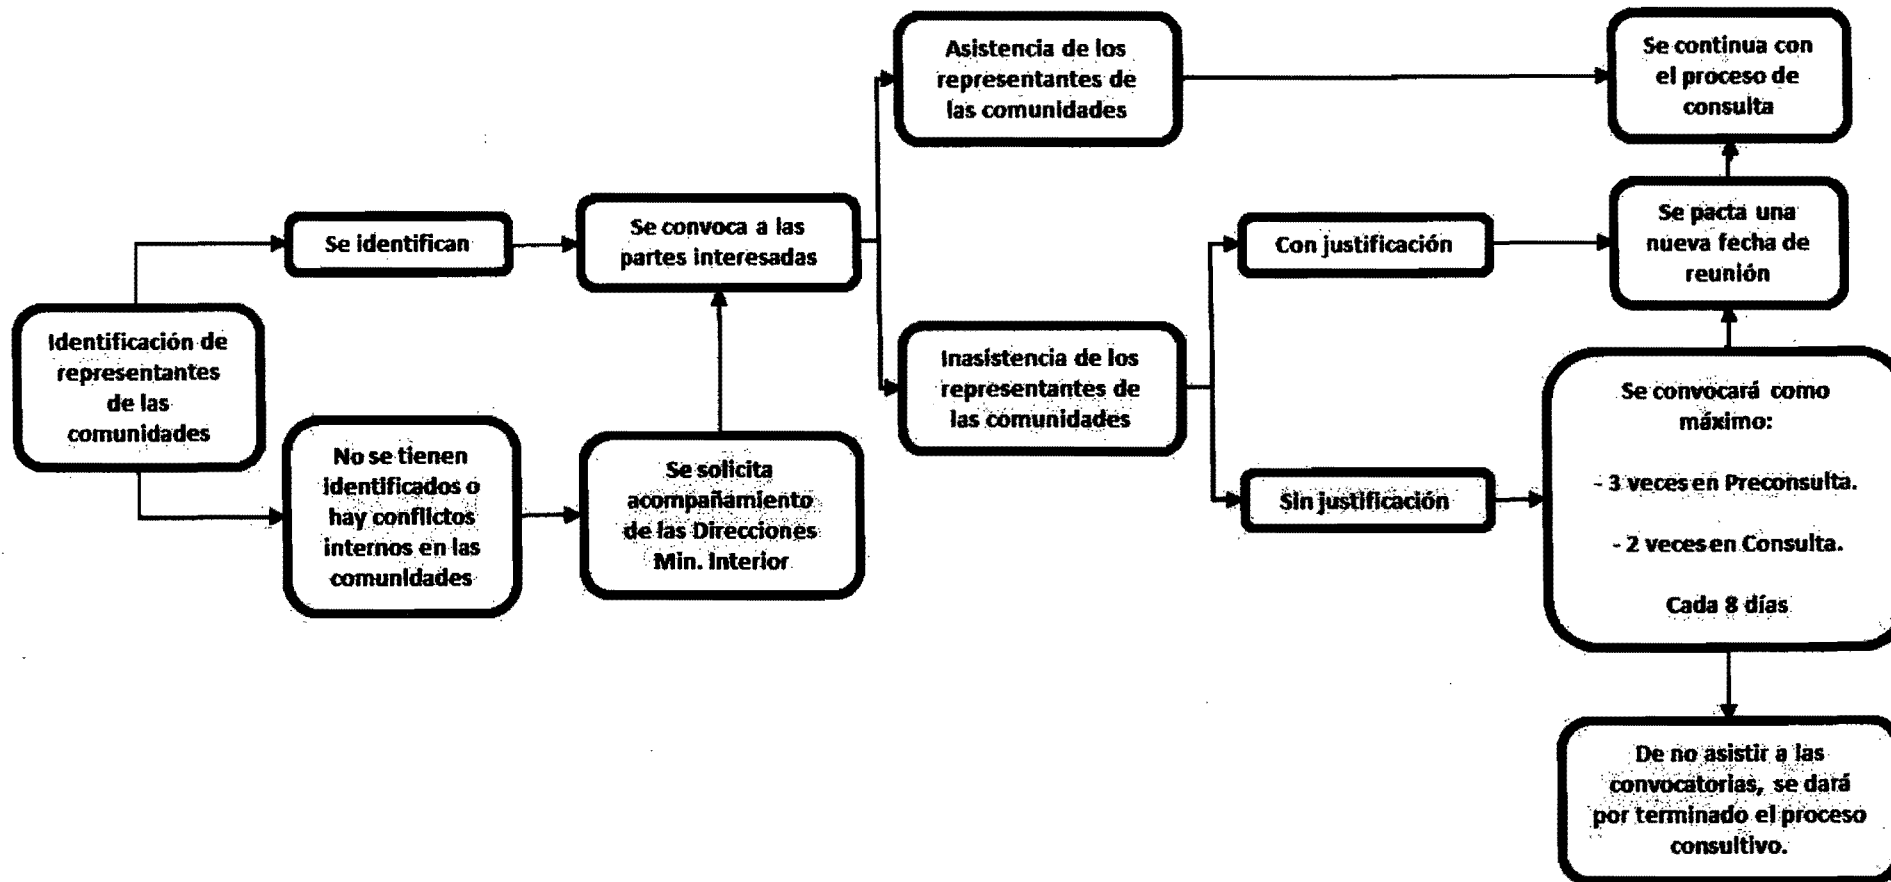 Identificación de
representantes
de las
comunidades
Se identifican
No se tienen
identificados o
hay conflictos
internos en las
comunidades
Se convoca a las
partes interesadas
Se solicita
acompañamiento
de las Direcciones
Min. Interior
Asistencia de los
representantes de
las comunidades
Inasistencia de los
representantes de
las comunidades
Con justificación
Sin justificación
Se continua con
el proceso de
consulta
Se pacta una
nueva fecha de
reunión
Se convocará como
máximo:
- 3 veces en Preconsulta.
- 2 veces en Consulta.
Cada 8 días
De no asistir a las
convocatorias, se dará
por terminado el proceso
consultivo.